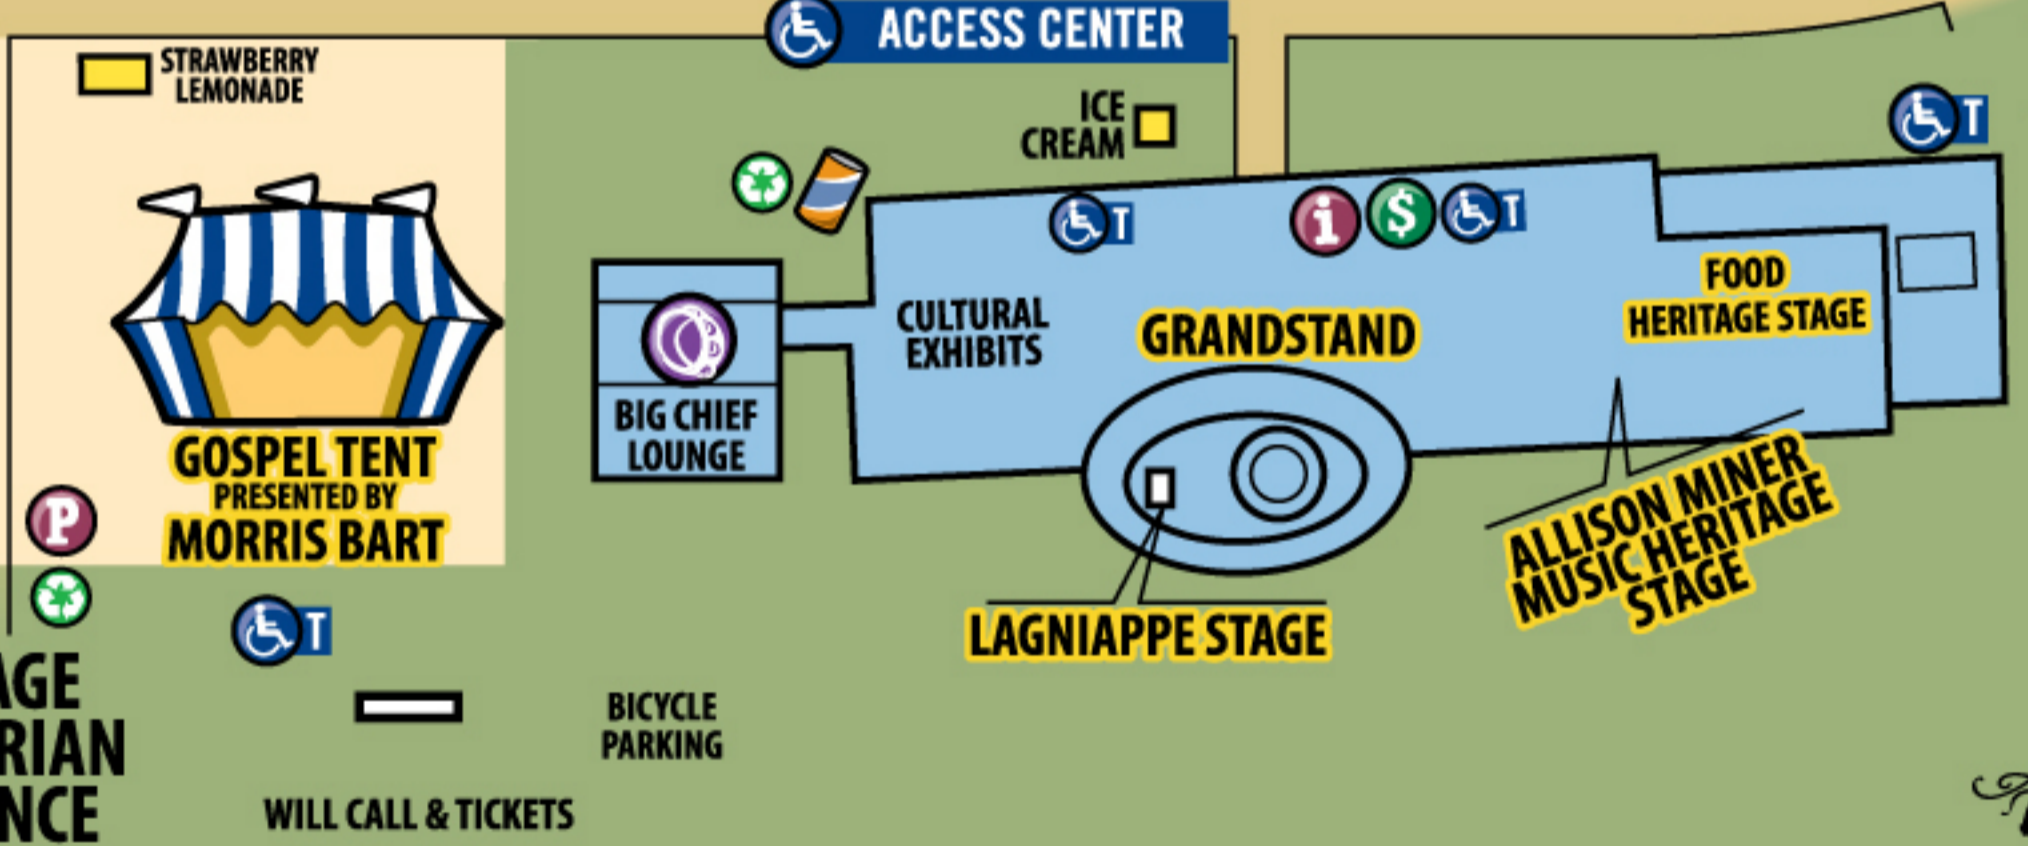 ACCESS CENTER
STRAWBERRY
LEMONADE
ICE
CREAM
T
T
i
$
T
FOOD
HERITAGE STAGE
CULTURAL
EXHIBITS
GRANDSTAND
BIG CHIEF
LOUNGE
GOSPEL TENT
PRESENTED BY
MORRIS BART
ALLISON MINER
MUSIC HERITAGE
STAGE
P
LAGNIAPPE STAGE
T
AGE
RIAN
NCE
BICYCLE
PARKING
WILL CALL & TICKETS